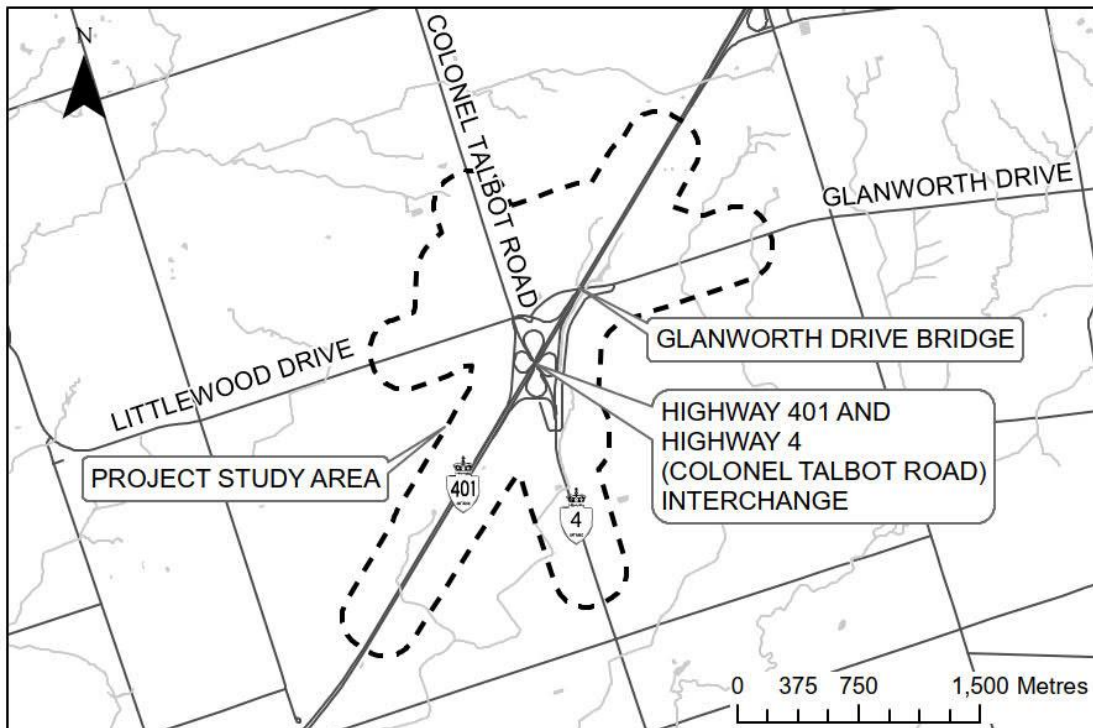 N
COLONEL TALBOT ROAD
GLANWORTH DRIVE
GLANWORTH DRIVE BRIDGE
LITTLEWOOD DRIVE
HIGHWAY 401 AND
HIGHWAY 4
(COLONEL TALBOT ROAD)
INTERCHANGE
PROJECT STUDY AREA
401
4
0 375 750 1,500 Metres